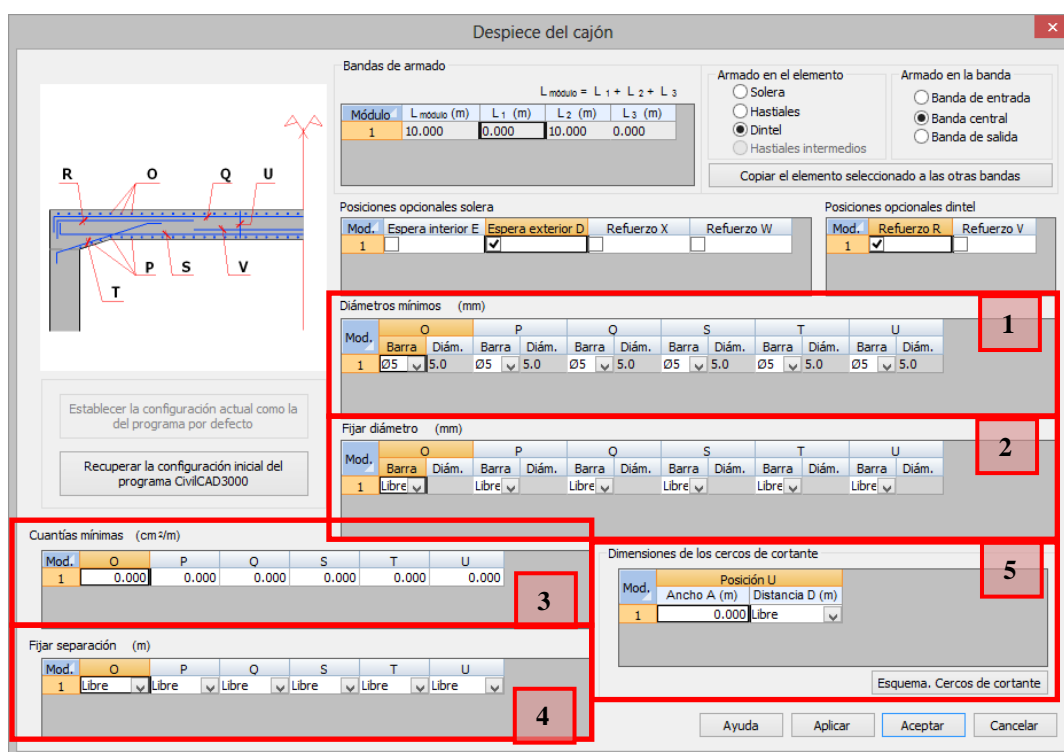 Despiece del cajón
Bandas de armado
L módulo = L 1 + L 2 + L 3
Módulo L módulo (m) L 1 (m) L 2 (m) L 3 (m)
1 10.000 0.000 10.000 0.000
Armado en el elemento
Solera
Hastiales
Dintel
Hastiales intermedios
Armado en la banda
Banda de entrada
Banda central
Banda de salida
Copiar el elemento seleccionado a las otras bandas
R O Q U
P S V
T
Posiciones opcionales solera
Mod. Espera interior E Espera exterior D Refuerzo X Refuerzo W
1
Posiciones opcionales dintel
Mod. Refuerzo R Refuerzo V
1
Diámetros mínimos (mm)
1
Mod. O P Q S T U
Barra Diám. Barra Diám. Barra Diám. Barra Diám. Barra Diám. Barra Diám.
1 Ø5 5.0 Ø5 5.0 Ø5 5.0 Ø5 5.0 Ø5 5.0 Ø5 5.0
Establecer la configuración actual como la
del programa por defecto
Recuperar la configuración inicial del
programa CivilCAD3000
Fijar diámetro (mm)
2
Mod. O P Q S T U
Barra Diám. Barra Diám. Barra Diám. Barra Diám. Barra Diám. Barra Diám.
1 Libre Libre Libre Libre Libre Libre
Cuantías mínimas (cm²/m)
Mod. O P Q S T U
1 0.000 0.000 0.000 0.000 0.000 0.000
3
Dimensiones de los cercos de cortante
5
Mod. Posición U
Ancho A (m) Distancia D (m)
1 0.000 Libre
Esquema. Cercos de cortante
Fijar separación (m)
Mod. O P Q S T U
1 Libre Libre Libre Libre Libre Libre
4
Ayuda Aplicar Aceptar Cancelar